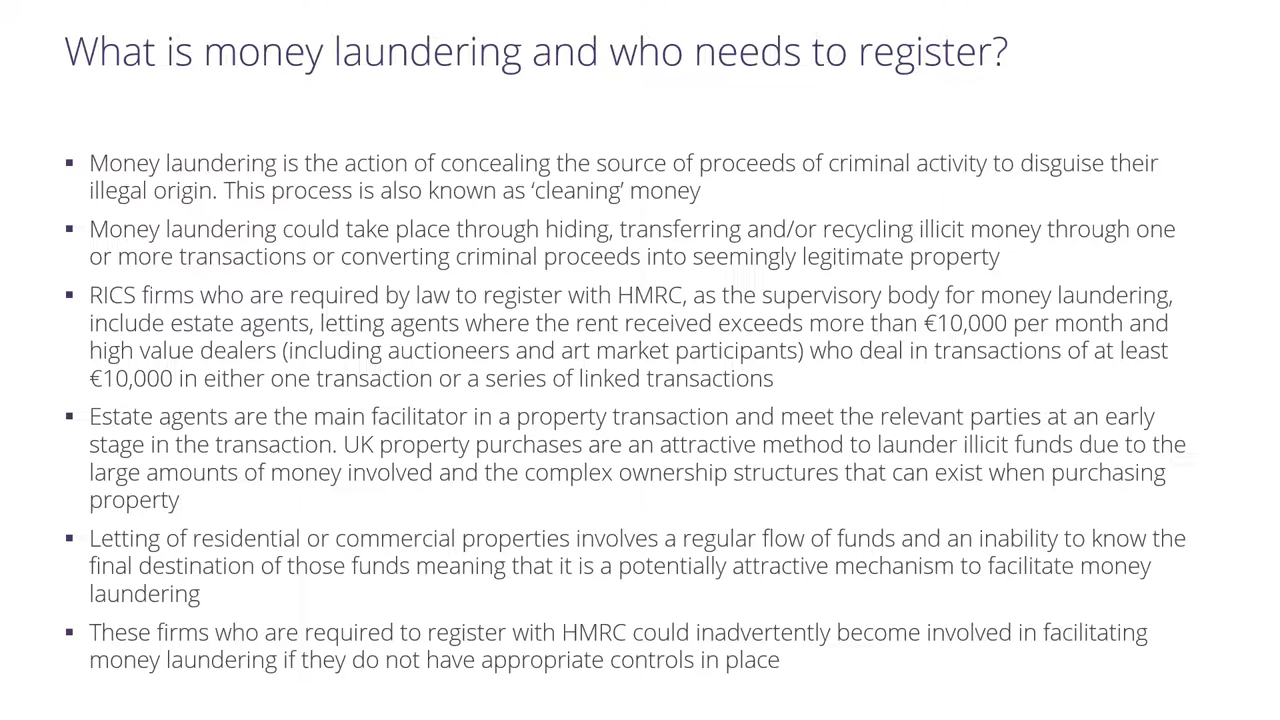 What is money laundering and who needs to register?
▪ Money laundering is the action of concealing the source of proceeds of criminal activity to disguise their
illegal origin. This process is also known as ‘cleaning’ money
▪ Money laundering could take place through hiding, transferring and/or recycling illicit money through one
or more transactions or converting criminal proceeds into seemingly legitimate property
▪ RICS firms who are required by law to register with HMRC, as the supervisory body for money laundering,
include estate agents, letting agents where the rent received exceeds more than €10,000 per month and
high value dealers (including auctioneers and art market participants) who deal in transactions of at least
€10,000 in either one transaction or a series of linked transactions
▪ Estate agents are the main facilitator in a property transaction and meet the relevant parties at an early
stage in the transaction. UK property purchases are an attractive method to launder illicit funds due to the
large amounts of money involved and the complex ownership structures that can exist when purchasing
property
▪ Letting of residential or commercial properties involves a regular flow of funds and an inability to know the
final destination of those funds meaning that it is a potentially attractive mechanism to facilitate money
laundering
▪ These firms who are required to register with HMRC could inadvertently become involved in facilitating
money laundering if they do not have appropriate controls in place